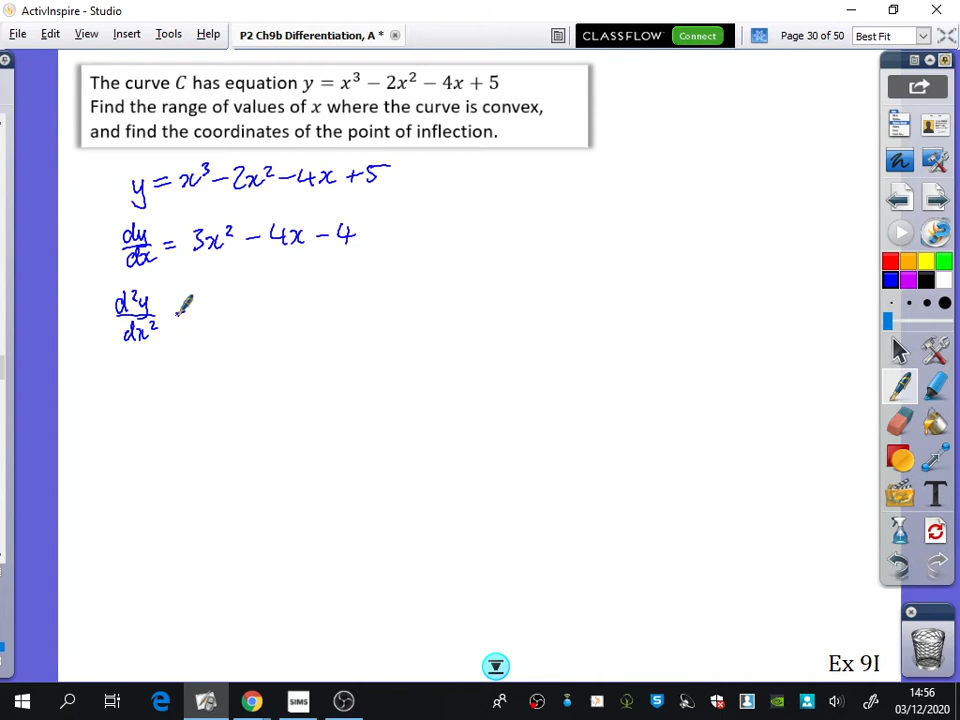 ActivInspire - Studio
File Edit View Insert Tools Help
P2 Ch9b Differentiation, A *
CLASSFLOW Connect
Page 30 of 50
Best Fit
The curve C has equation y = x³ − 2x² − 4x + 5
Find the range of values of x where the curve is convex,
and find the coordinates of the point of inflection.
y = x³ − 2x² − 4x + 5
dy/dx = 3x² − 4x − 4
d²y/dx²
T
Ex 9I
SIMS
14:56
03/12/2020